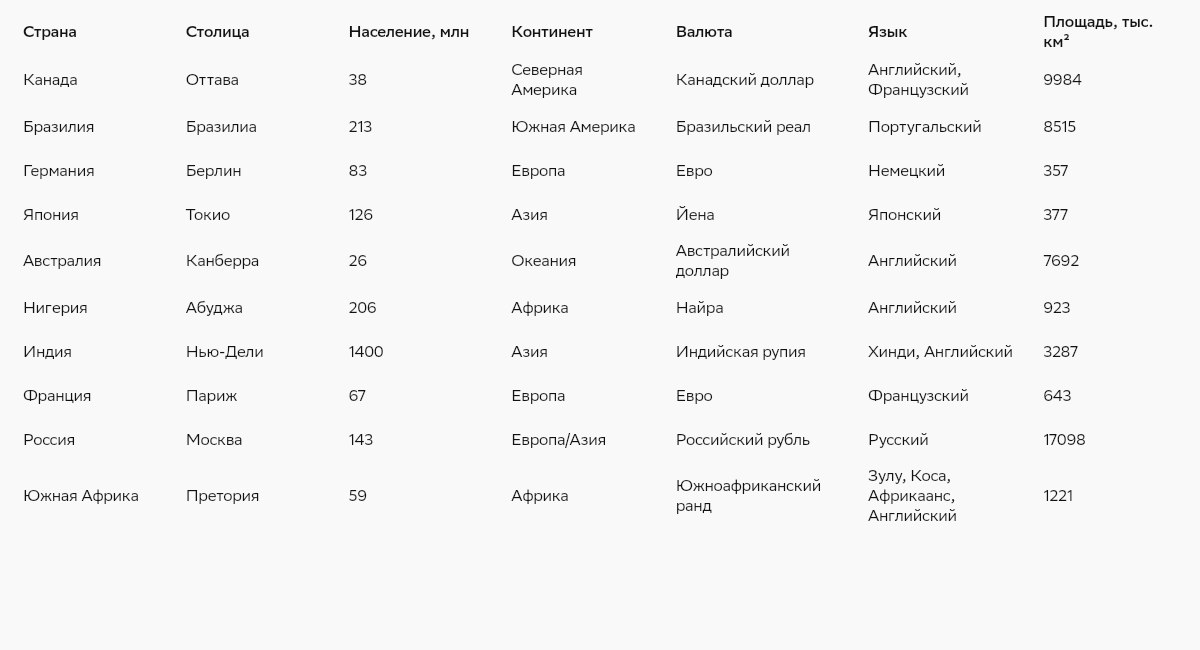 Страна Столица Население, млн Континент Валюта Язык Площадь, тыс. км²
Канада Оттава 38 Северная Америка Канадский доллар Английский, Французский 9984
Бразилия Бразилиа 213 Южная Америка Бразильский реал Португальский 8515
Германия Берлин 83 Европа Евро Немецкий 357
Япония Токио 126 Азия Йена Японский 377
Австралия Канберра 26 Океания Австралийский доллар Английский 7692
Нигерия Абуджа 206 Африка Найра Английский 923
Индия Нью-Дели 1400 Азия Индийская рупия Хинди, Английский 3287
Франция Париж 67 Европа Евро Французский 643
Россия Москва 143 Европа/Азия Российский рубль Русский 17098
Южная Африка Претория 59 Африка Южноафриканский ранд Зулу, Коса, Африкаанс, Английский 1221